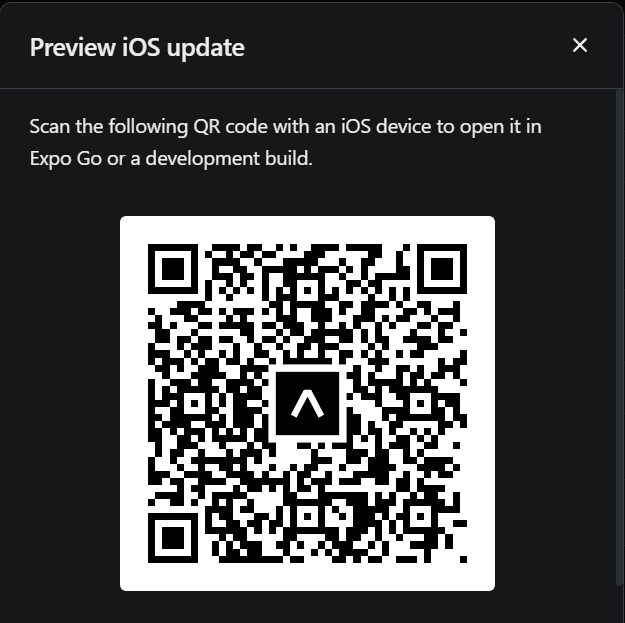 Preview iOS update
Scan the following QR code with an iOS device to open it in
Expo Go or a development build.